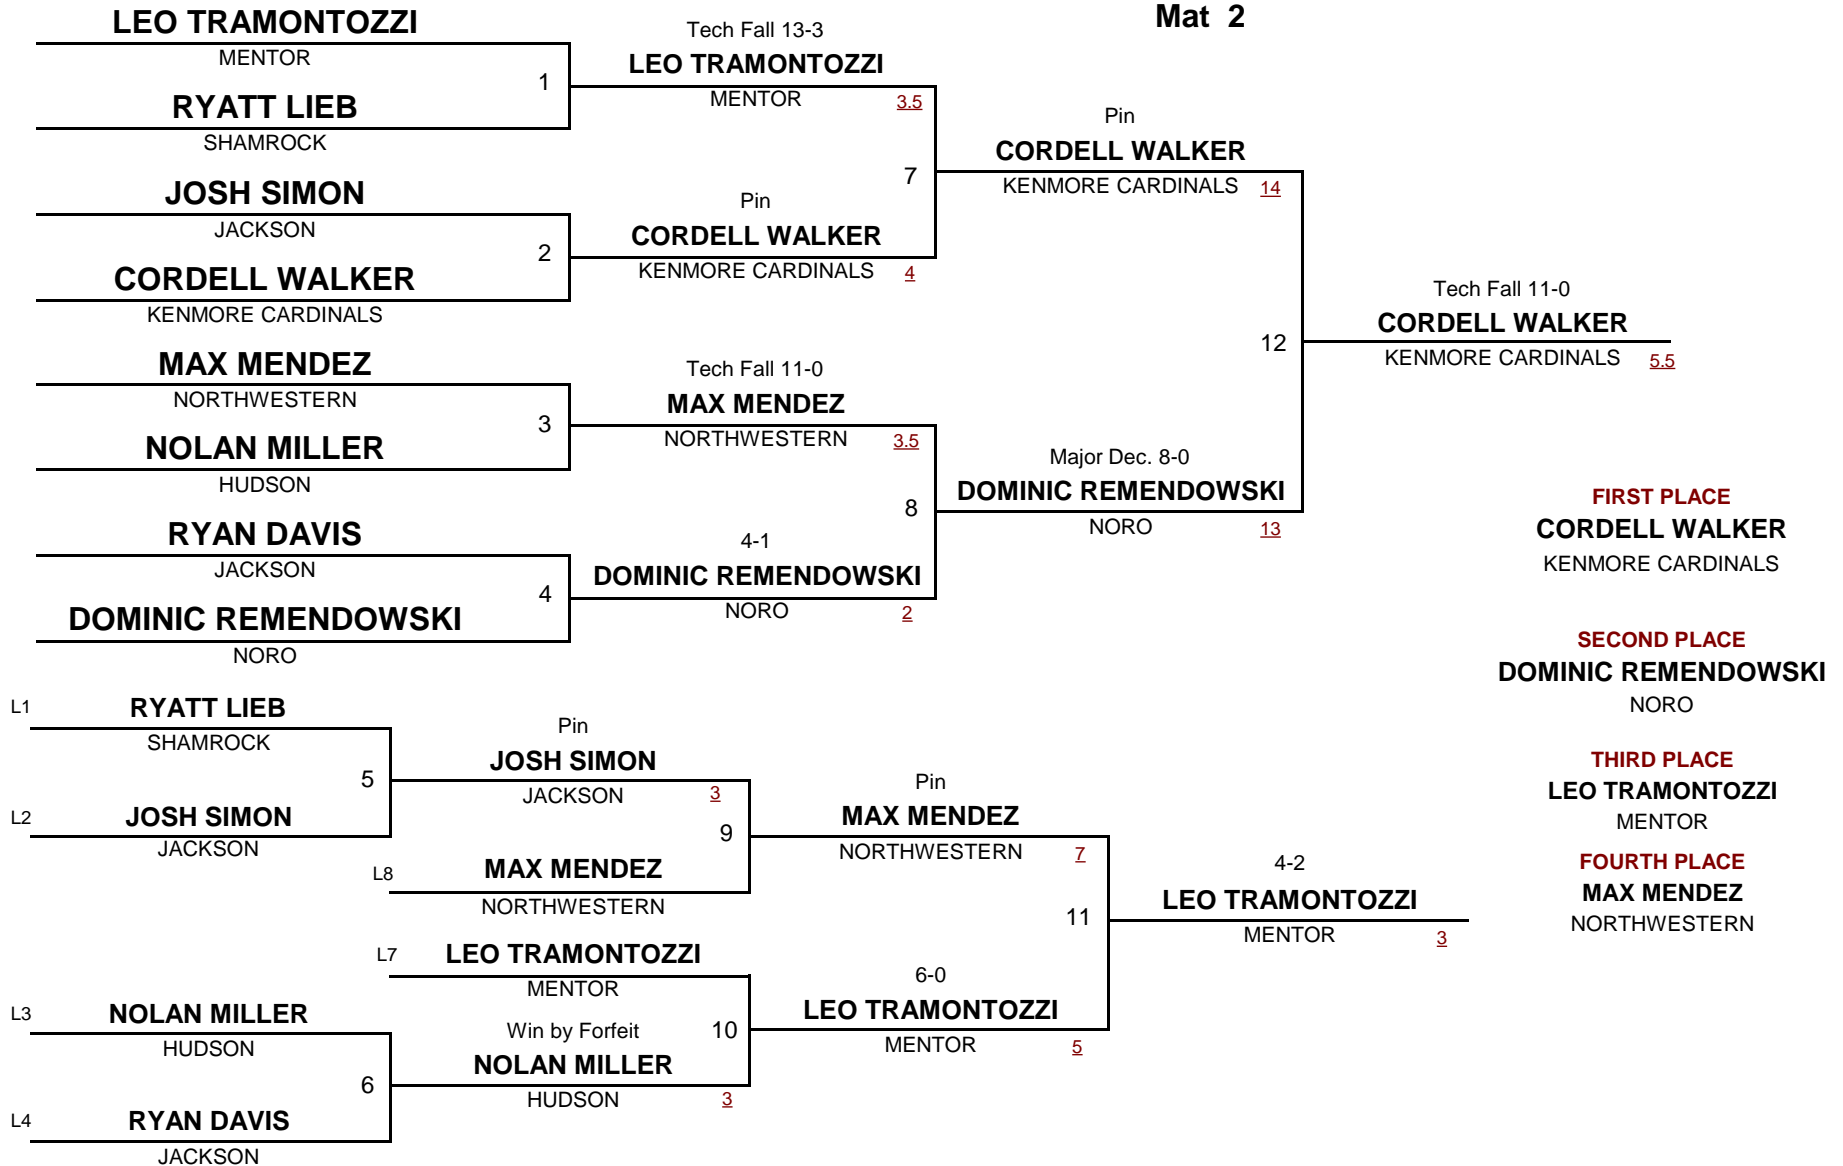 Mat 2
LEO TRAMONTOZZI
MENTOR
1
RYATT LIEB
SHAMROCK
JOSH SIMON
JACKSON
2
CORDELL WALKER
KENMORE CARDINALS
MAX MENDEZ
NORTHWESTERN
3
NOLAN MILLER
HUDSON
RYAN DAVIS
JACKSON
4
DOMINIC REMENDOWSKI
NORO
Tech Fall 13-3
LEO TRAMONTOZZI
MENTOR 3.5
7
Pin
CORDELL WALKER
KENMORE CARDINALS 4
Tech Fall 11-0
MAX MENDEZ
NORTHWESTERN 3.5
8
4-1
DOMINIC REMENDOWSKI
NORO 2
Pin
CORDELL WALKER
KENMORE CARDINALS 14
12
Major Dec. 8-0
DOMINIC REMENDOWSKI
NORO 13
Tech Fall 11-0
CORDELL WALKER
KENMORE CARDINALS 5.5
FIRST PLACE
CORDELL WALKER
KENMORE CARDINALS
SECOND PLACE
DOMINIC REMENDOWSKI
NORO
THIRD PLACE
LEO TRAMONTOZZI
MENTOR
FOURTH PLACE
MAX MENDEZ
NORTHWESTERN
L1 RYATT LIEB
SHAMROCK
5
L2 JOSH SIMON
JACKSON
L3 NOLAN MILLER
HUDSON
6
L4 RYAN DAVIS
JACKSON
Pin
JOSH SIMON
JACKSON 3
9
L8 MAX MENDEZ
NORTHWESTERN
L7 LEO TRAMONTOZZI
MENTOR
Win by Forfeit 10
NOLAN MILLER
HUDSON 3
Pin
MAX MENDEZ
NORTHWESTERN 7
11
6-0
LEO TRAMONTOZZI
MENTOR 5
4-2
LEO TRAMONTOZZI
MENTOR 3